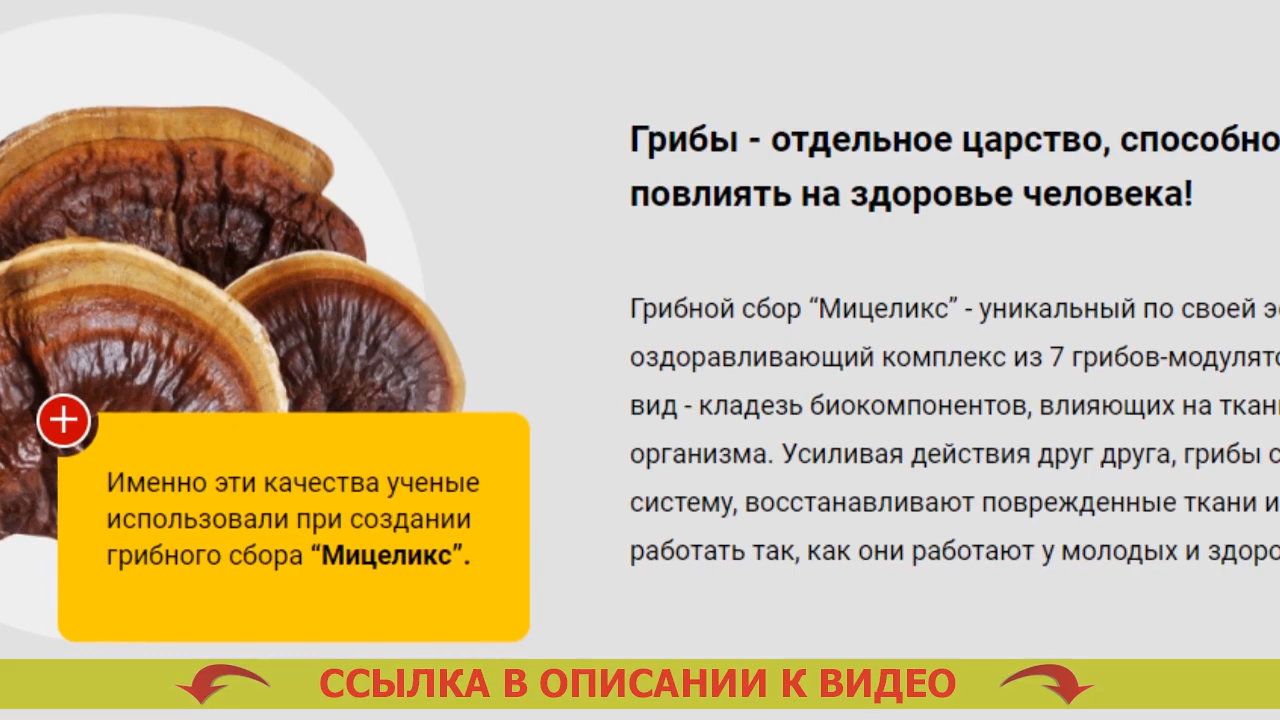 Грибы - отдельное царство, способно
повлиять на здоровье человека!
Грибной сбор “Мицеликс” - уникальный по своей
оздоравливающий комплекс из 7
вид - кладезь биокомпонентов, влияющих на
организма. Усиливая действия друг друга, грибы
систему, восстанавливают поврежденные ткани и
работать так, как они работают у молодых и
Именно эти качества ученые
использовали при создании
грибного сбора “Мицеликс”.
ССЫЛКА В ОПИСАНИИ К ВИДЕО